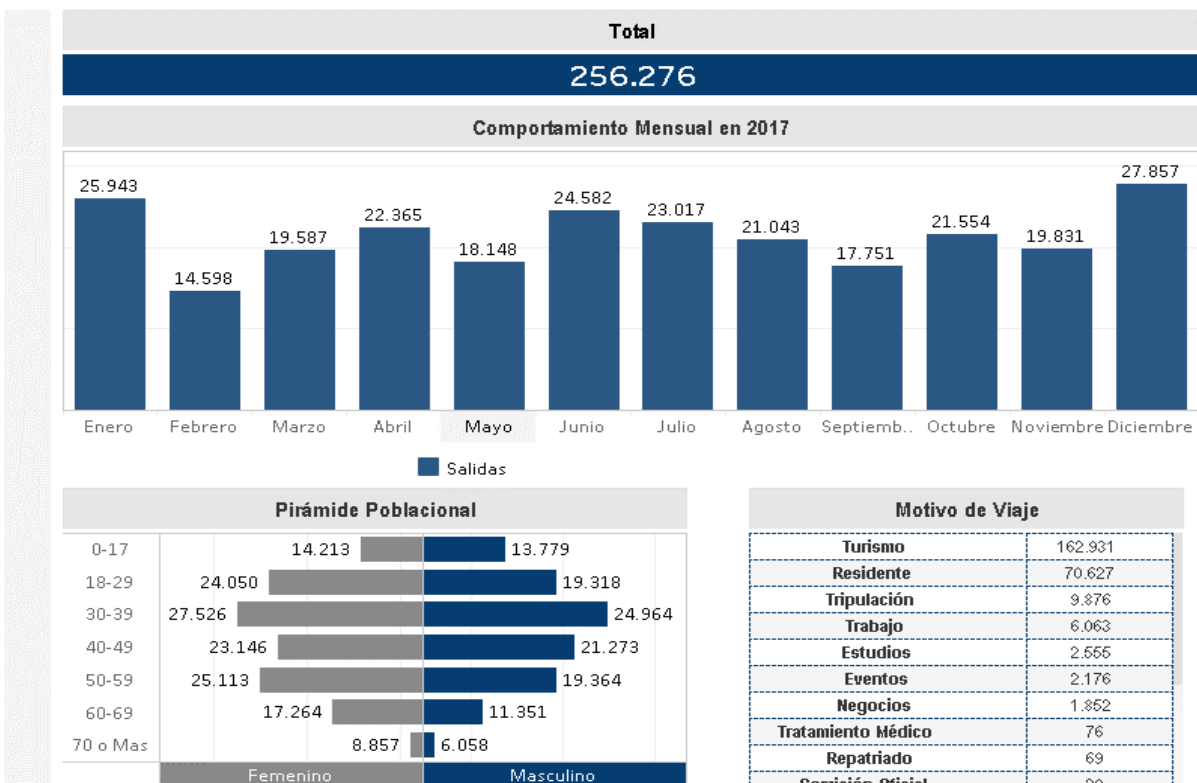 Total
256.276
Comportamiento Mensual en 2017
25.943
14.598
19.587
22.365
18.148
24.582
23.017
21.043
17.751
21.554
19.831
27.857
Enero Febrero Marzo Abril Mayo Junio Julio Agosto Septiemb.. Octubre Noviembre Diciembre
Salidas
Pirámide Poblacional
0-17 14.213 13.779
18-29 24.050 19.318
30-39 27.526 24.964
40-49 23.146 21.273
50-59 25.113 19.364
60-69 17.264 11.351
70 o Mas 8.857 6.058
Femenino Masculino
Motivo de Viaje
Turismo 162.931
Residente 70.627
Tripulación 9.876
Trabajo 6.063
Estudios 2.555
Eventos 2.176
Negocios 1.852
Tratamiento Médico 76
Repatriado 69
Comisión Oficial